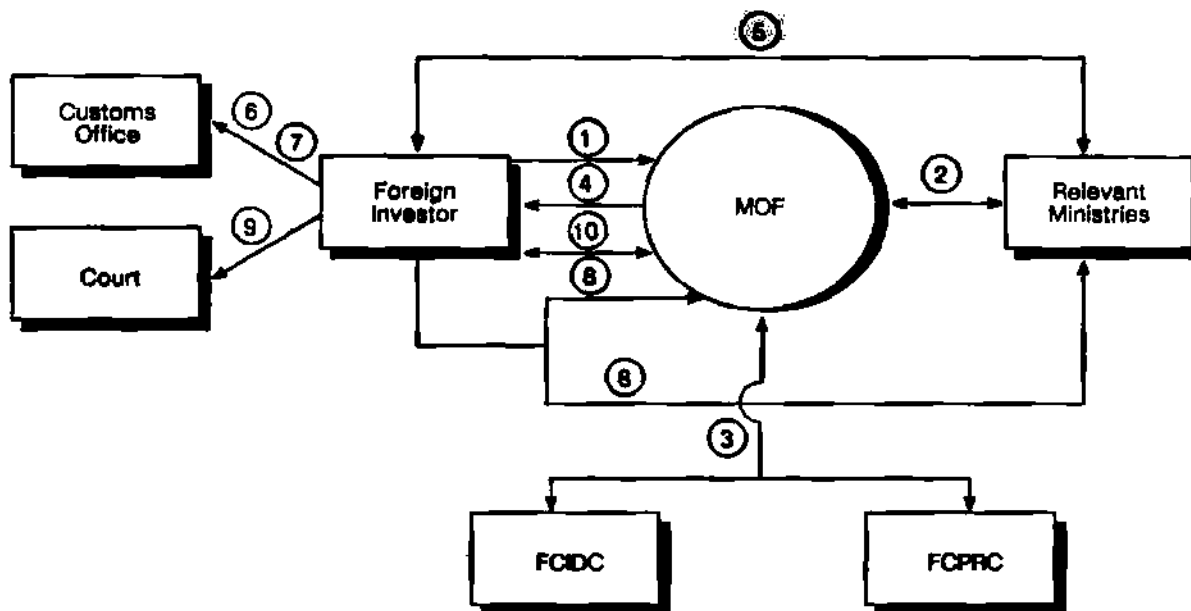 5
Customs
Office
6
7
1
Foreign
Investor
4
MOF
2
Relevant
Ministries
9
Court
10
8
8
3
FCIDC
FCPRC